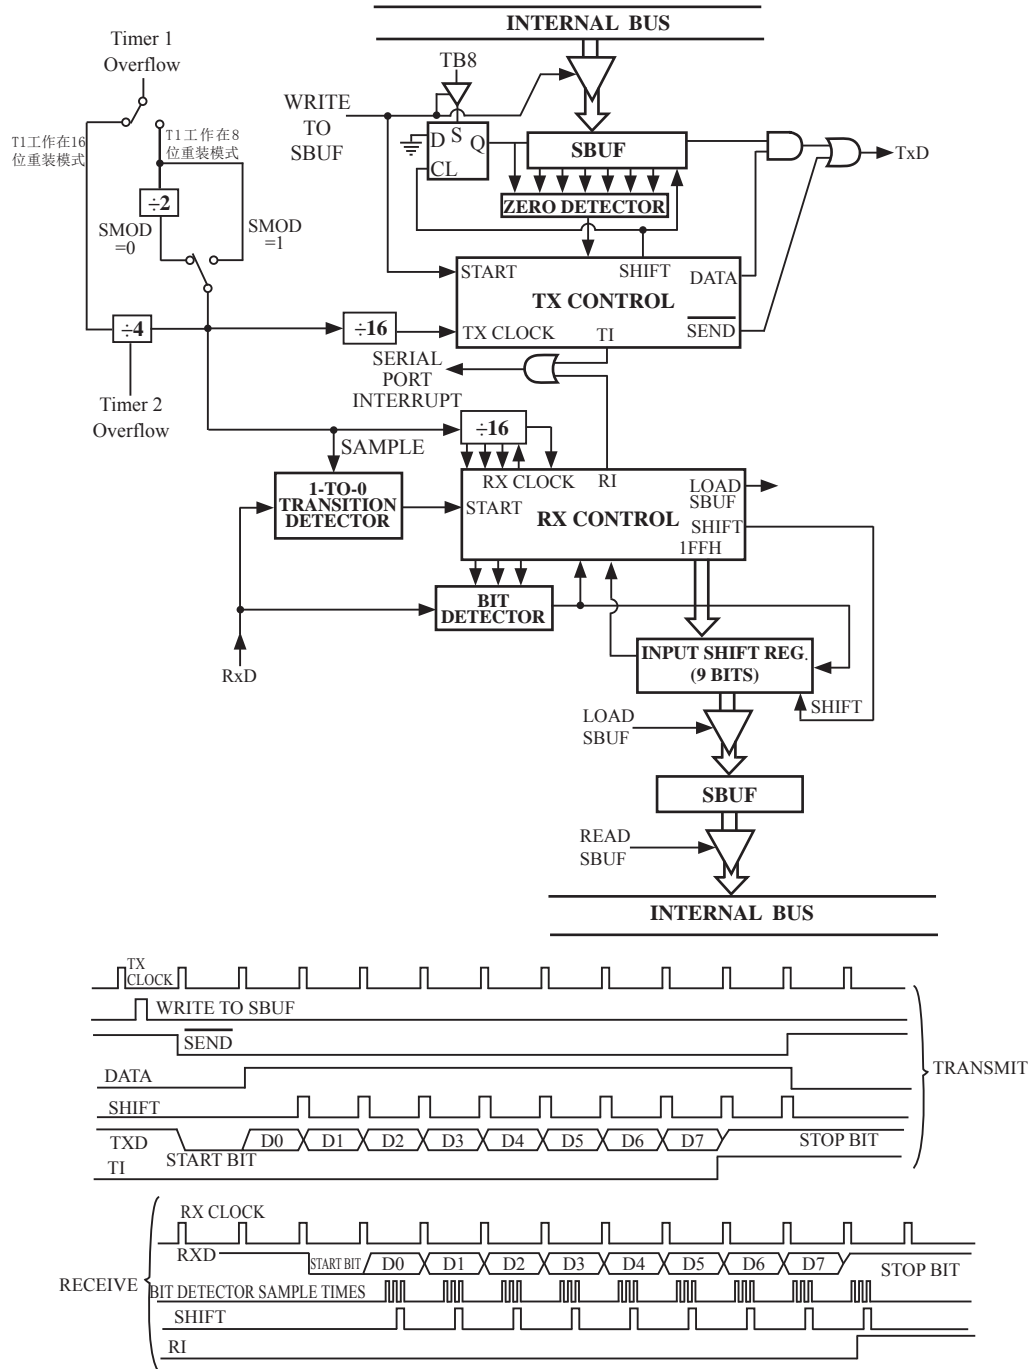 INTERNAL BUS
Timer 1
Overflow
TB8
WRITE
TO
SBUF
T1工作在16
位重装模式
T1工作在8
位重装模式
D
S
Q
CL
SBUF
TxD
÷2
ZERO DETECTOR
SMOD
=0
SMOD
=1
START
SHIFT
DATA
TX CONTROL
÷4
÷16
TX CLOCK
TI
SEND
SERIAL
PORT
INTERRUPT
Timer 2
Overflow
÷16
SAMPLE
1-TO-0
TRANSITION
DETECTOR
RX CLOCK
RI
LOAD
SBUF
START
RX CONTROL
SHIFT
1FFH
BIT
DETECTOR
RxD
INPUT SHIFT REG.
(9 BITS)
SHIFT
LOAD
SBUF
SBUF
READ
SBUF
INTERNAL BUS
TX
CLOCK
WRITE TO SBUF
SEND
DATA
TRANSMIT
SHIFT
TXD
START BIT
D0
D1
D2
D3
D4
D5
D6
D7
STOP BIT
TI
RX CLOCK
RXD
START BIT
D0
D1
D2
D3
D4
D5
D6
D7
STOP BIT
RECEIVE
BIT DETECTOR SAMPLE TIMES
SHIFT
RI